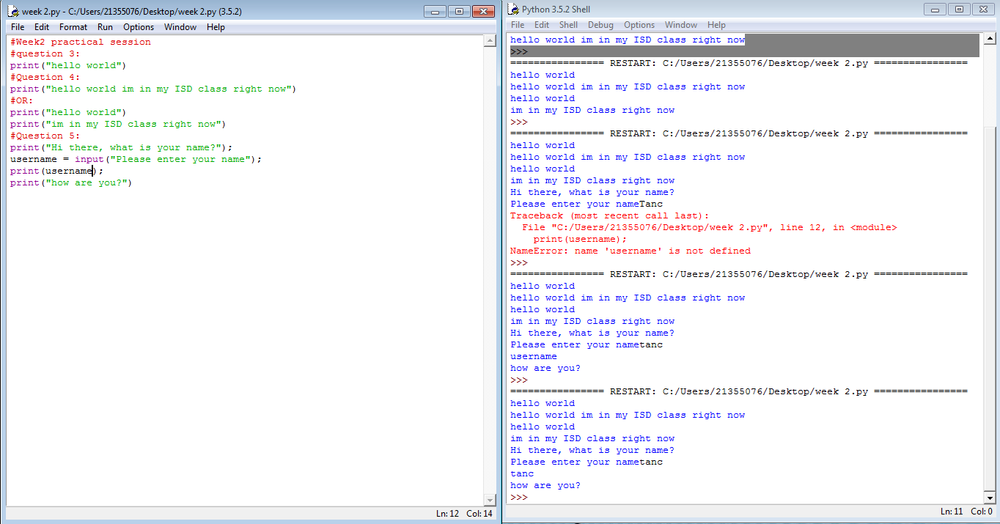 week 2.py - C:/Users/21355076/Desktop/week 2.py (3.5.2)
File Edit Format Run Options Window Help
#Week2 practical session
#question 3:
print("hello world")
#Question 4:
print("hello world im in my ISD class right now")
#OR:
print("hello world")
print("im in my ISD class right now")
#Question 5:
print("Hi there, what is your name?");
username = input("Please enter your name");
print(username);
print("how are you?")
Ln: 12 Col: 14
Python 3.5.2 Shell
File Edit Shell Debug Options Window Help
hello world im in my ISD class right now
>>>
================ RESTART: C:/Users/21355076/Desktop/week 2.py ================
hello world
hello world im in my ISD class right now
hello world
im in my ISD class right now
>>>
================ RESTART: C:/Users/21355076/Desktop/week 2.py ================
hello world
hello world im in my ISD class right now
hello world
im in my ISD class right now
Hi there, what is your name?
Please enter your nameTanc
Traceback (most recent call last):
  File "C:/Users/21355076/Desktop/week 2.py", line 12, in <module>
    print(username);
NameError: name 'username' is not defined
>>>
================ RESTART: C:/Users/21355076/Desktop/week 2.py ================
hello world
hello world im in my ISD class right now
hello world
im in my ISD class right now
Hi there, what is your name?
Please enter your nametanc
username
how are you?
>>>
================ RESTART: C:/Users/21355076/Desktop/week 2.py ================
hello world
hello world im in my ISD class right now
hello world
im in my ISD class right now
Hi there, what is your name?
Please enter your nametanc
tanc
how are you?
>>>
Ln: 11 Col: 0